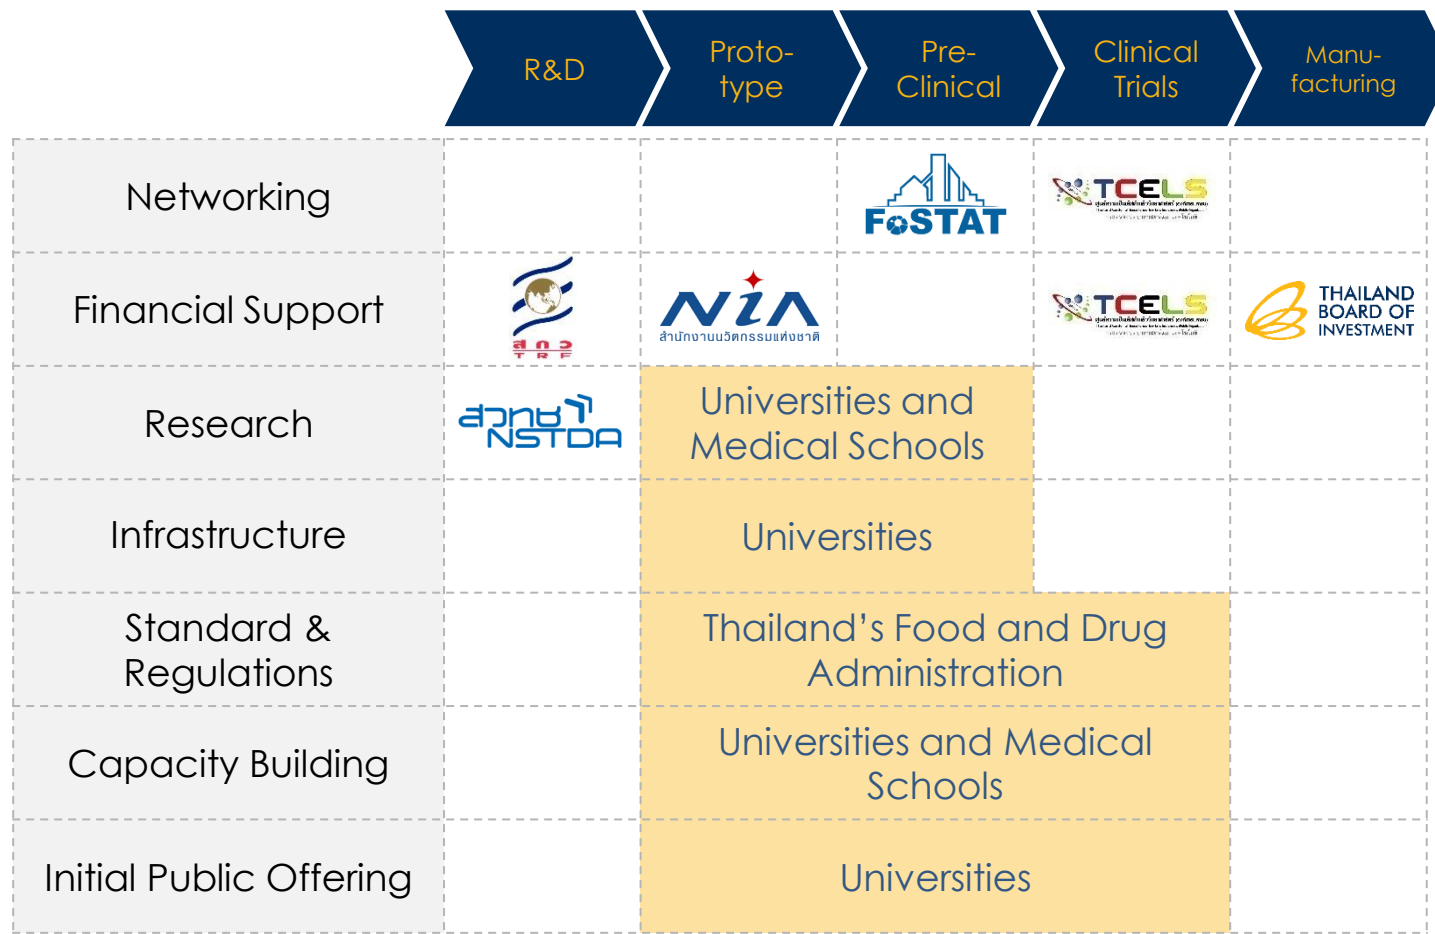 R&D
Proto-
type
Pre-
Clinical
Clinical
Trials
Manu-
facturing
Networking
FoSTAT
TCELS
Financial Support
สกว
TRF
NiA
สำนักงานนวัตกรรมแห่งชาติ
TCELS
THAILAND
BOARD OF
INVESTMENT
Research
สวทช
NSTDA
Universities and
Medical Schools
Infrastructure
Universities
Standard &
Regulations
Thailand’s Food and Drug
Administration
Capacity Building
Universities and Medical
Schools
Initial Public Offering
Universities